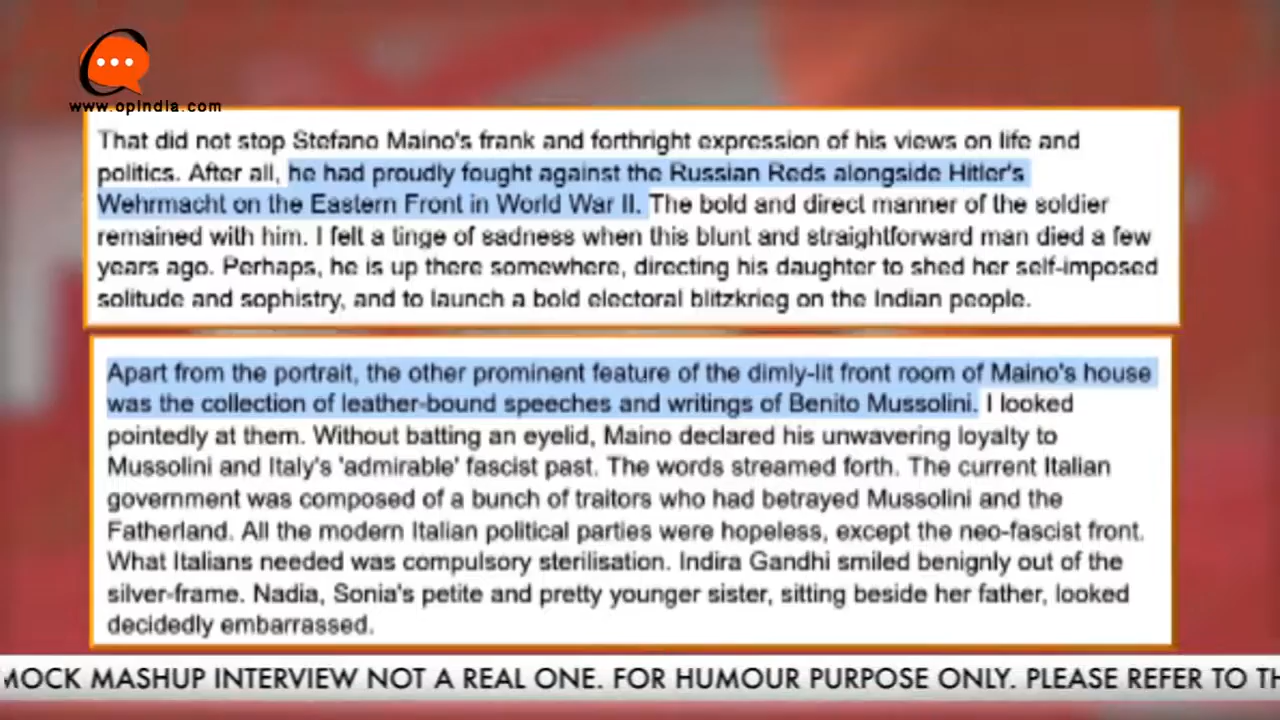 www.opindia.com
That did not stop Stefano Maino's frank and forthright expression of his views on life and
politics. After all, he had proudly fought against the Russian Reds alongside Hitler's
Wehrmacht on the Eastern Front in World War II. The bold and direct manner of the soldier
remained with him. I felt a tinge of sadness when this blunt and straightforward man died a few
years ago. Perhaps, he is up there somewhere, directing his daughter to shed her self-imposed
solitude and sophistry, and to launch a bold electoral blitzkrieg on the Indian people.
Apart from the portrait, the other prominent feature of the dimly-lit front room of Maino's house
was the collection of leather-bound speeches and writings of Benito Mussolini. I looked
pointedly at them. Without batting an eyelid, Maino declared his unwavering loyalty to
Mussolini and Italy's 'admirable' fascist past. The words streamed forth. The current Italian
government was composed of a bunch of traitors who had betrayed Mussolini and the
Fatherland. All the modern Italian political parties were hopeless, except the neo-fascist front.
What Italians needed was compulsory sterilisation. Indira Gandhi smiled benignly out of the
silver-frame. Nadia, Sonia's petite and pretty younger sister, sitting beside her father, looked
decidedly embarrassed.
MOCK MASHUP INTERVIEW NOT A REAL ONE. FOR HUMOUR PURPOSE ONLY. PLEASE REFER TO TH